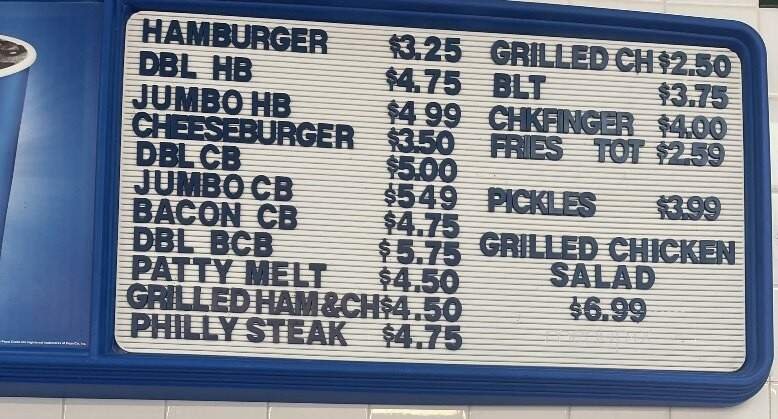 HAMBURGER $3.25
DBL HB $4.75
JUMBO HB $4 99
CHEESEBURGER $3.50
DBL CB $5.00
JUMBO CB $549
BACON CB $4.75
DBL BCB $5.75
PATTY MELT $4.50
GRILLED HAM &CH$4.50
PHILLY STEAK $4.75
GRILLED CH $2.50
BLT $3.75
CHKFINGER $4.00
FRIES TOT $2.59
PICKLES $3.99
GRILLED CHICKEN
SALAD
$6.99